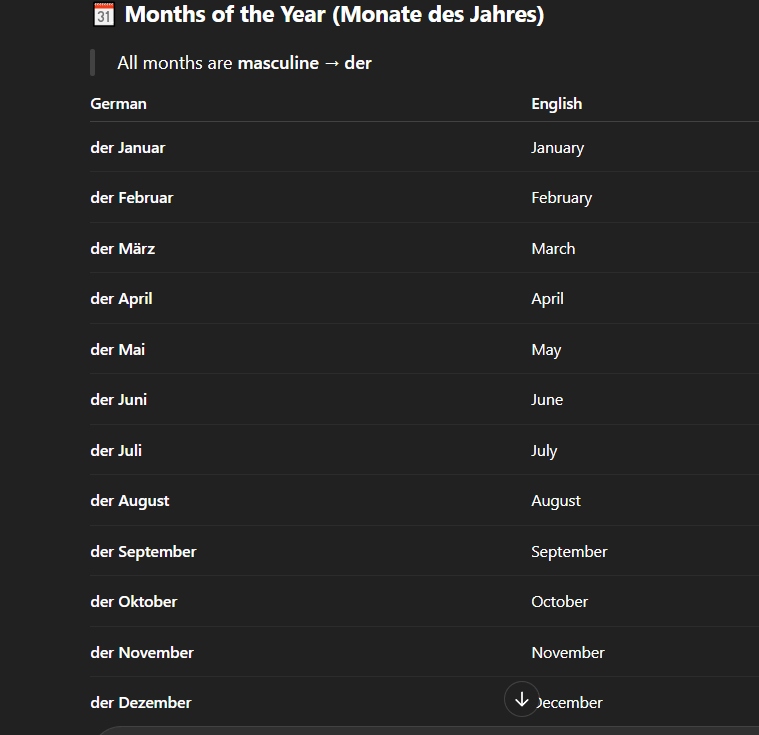 31 Months of the Year (Monate des Jahres)
All months are masculine → der
German English
der Januar January
der Februar February
der März March
der April April
der Mai May
der Juni June
der Juli July
der August August
der September September
der Oktober October
der November November
der Dezember December